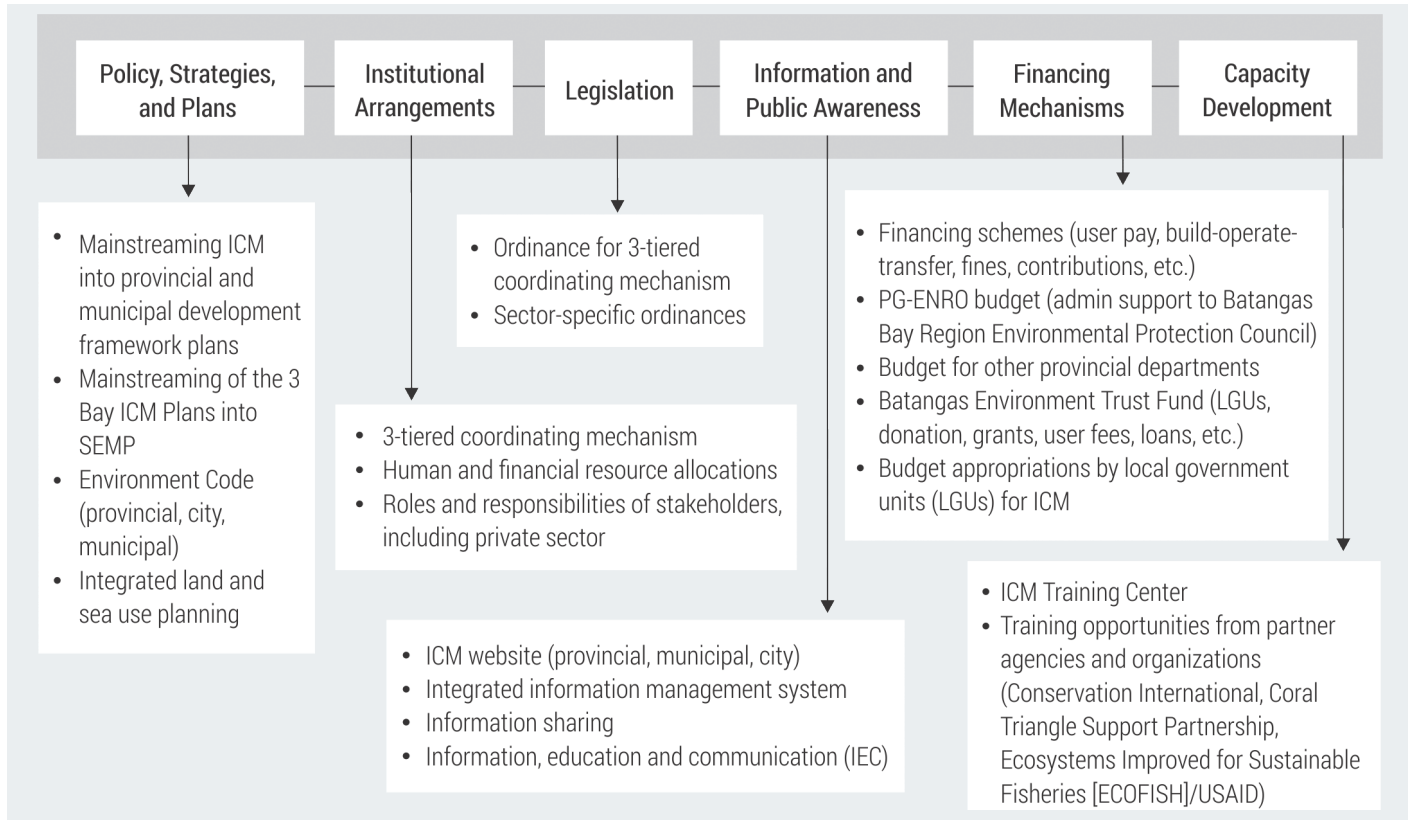 Policy, Strategies,
and Plans
Institutional
Arrangements
Legislation
Information and
Public Awareness
Financing
Mechanisms
Capacity
Development
• Mainstreaming ICM
into provincial and
municipal development
framework plans
• Mainstreaming of the 3
Bay ICM Plans into
SEMP
• Environment Code
(provincial, city,
municipal)
• Integrated land and
sea use planning
• 3-tiered coordinating mechanism
• Human and financial resource allocations
• Roles and responsibilities of stakeholders,
including private sector
• Ordinance for 3-tiered
coordinating mechanism
• Sector-specific ordinances
• ICM website (provincial, municipal, city)
• Integrated information management system
• Information sharing
• Information, education and communication (IEC)
• Financing schemes (user pay, build-operate-
transfer, fines, contributions, etc.)
• PG-ENRO budget (admin support to Batangas
Bay Region Environmental Protection Council)
• Budget for other provincial departments
• Batangas Environment Trust Fund (LGUs,
donation, grants, user fees, loans, etc.)
• Budget appropriations by local government
units (LGUs) for ICM
• ICM Training Center
• Training opportunities from partner
agencies and organizations
(Conservation International, Coral
Triangle Support Partnership,
Ecosystems Improved for Sustainable
Fisheries [ECOFISH]/USAID)